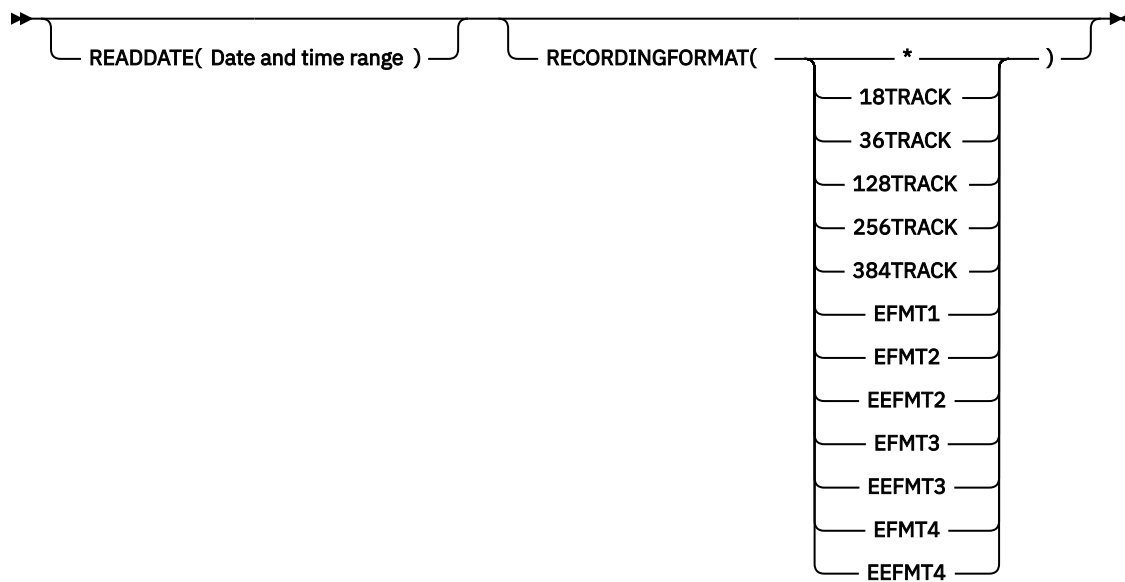 READDATE( Date and time range ) RECORDINGFORMAT( * )
18TRACK
36TRACK
128TRACK
256TRACK
384TRACK
EFMT1
EFMT2
EEFMT2
EFMT3
EEFMT3
EFMT4
EEFMT4